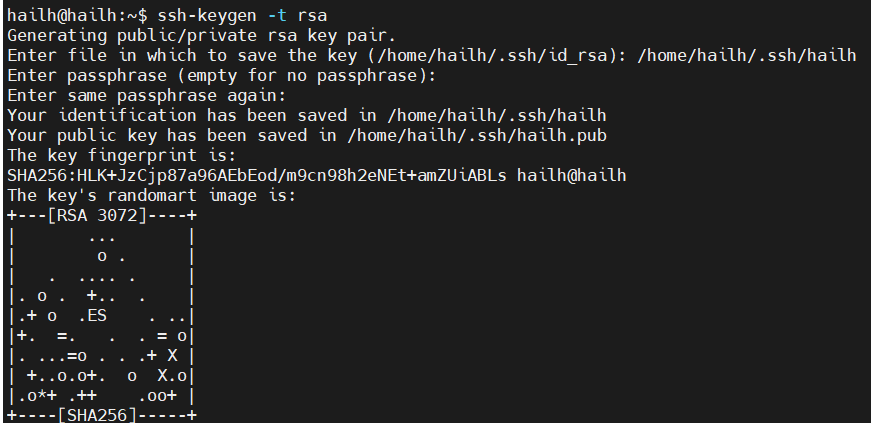 hailh@hailh:~$ ssh-keygen -t rsa
Generating public/private rsa key pair.
Enter file in which to save the key (/home/hailh/.ssh/id_rsa): /home/hailh/.ssh/hailh
Enter passphrase (empty for no passphrase):
Enter same passphrase again:
Your identification has been saved in /home/hailh/.ssh/hailh
Your public key has been saved in /home/hailh/.ssh/hailh.pub
The key fingerprint is:
SHA256:HLK+JzCjp87a96AEbEod/m9cn98h2eNEt+amZUiABLs hailh@hailh
The key's randomart image is:
+---[RSA 3072]----+
|        ...      |
|         o .     |
|    .  .... .    |
|. o .  +..  .    |
|.+ o  .ES    . ..|
|+.  =.   .  . = o|
|. ...=o . . .+ X |
| +..o.o+.  o  X.o|
|.o*+ .++    .oo+ |
+----[SHA256]-----+